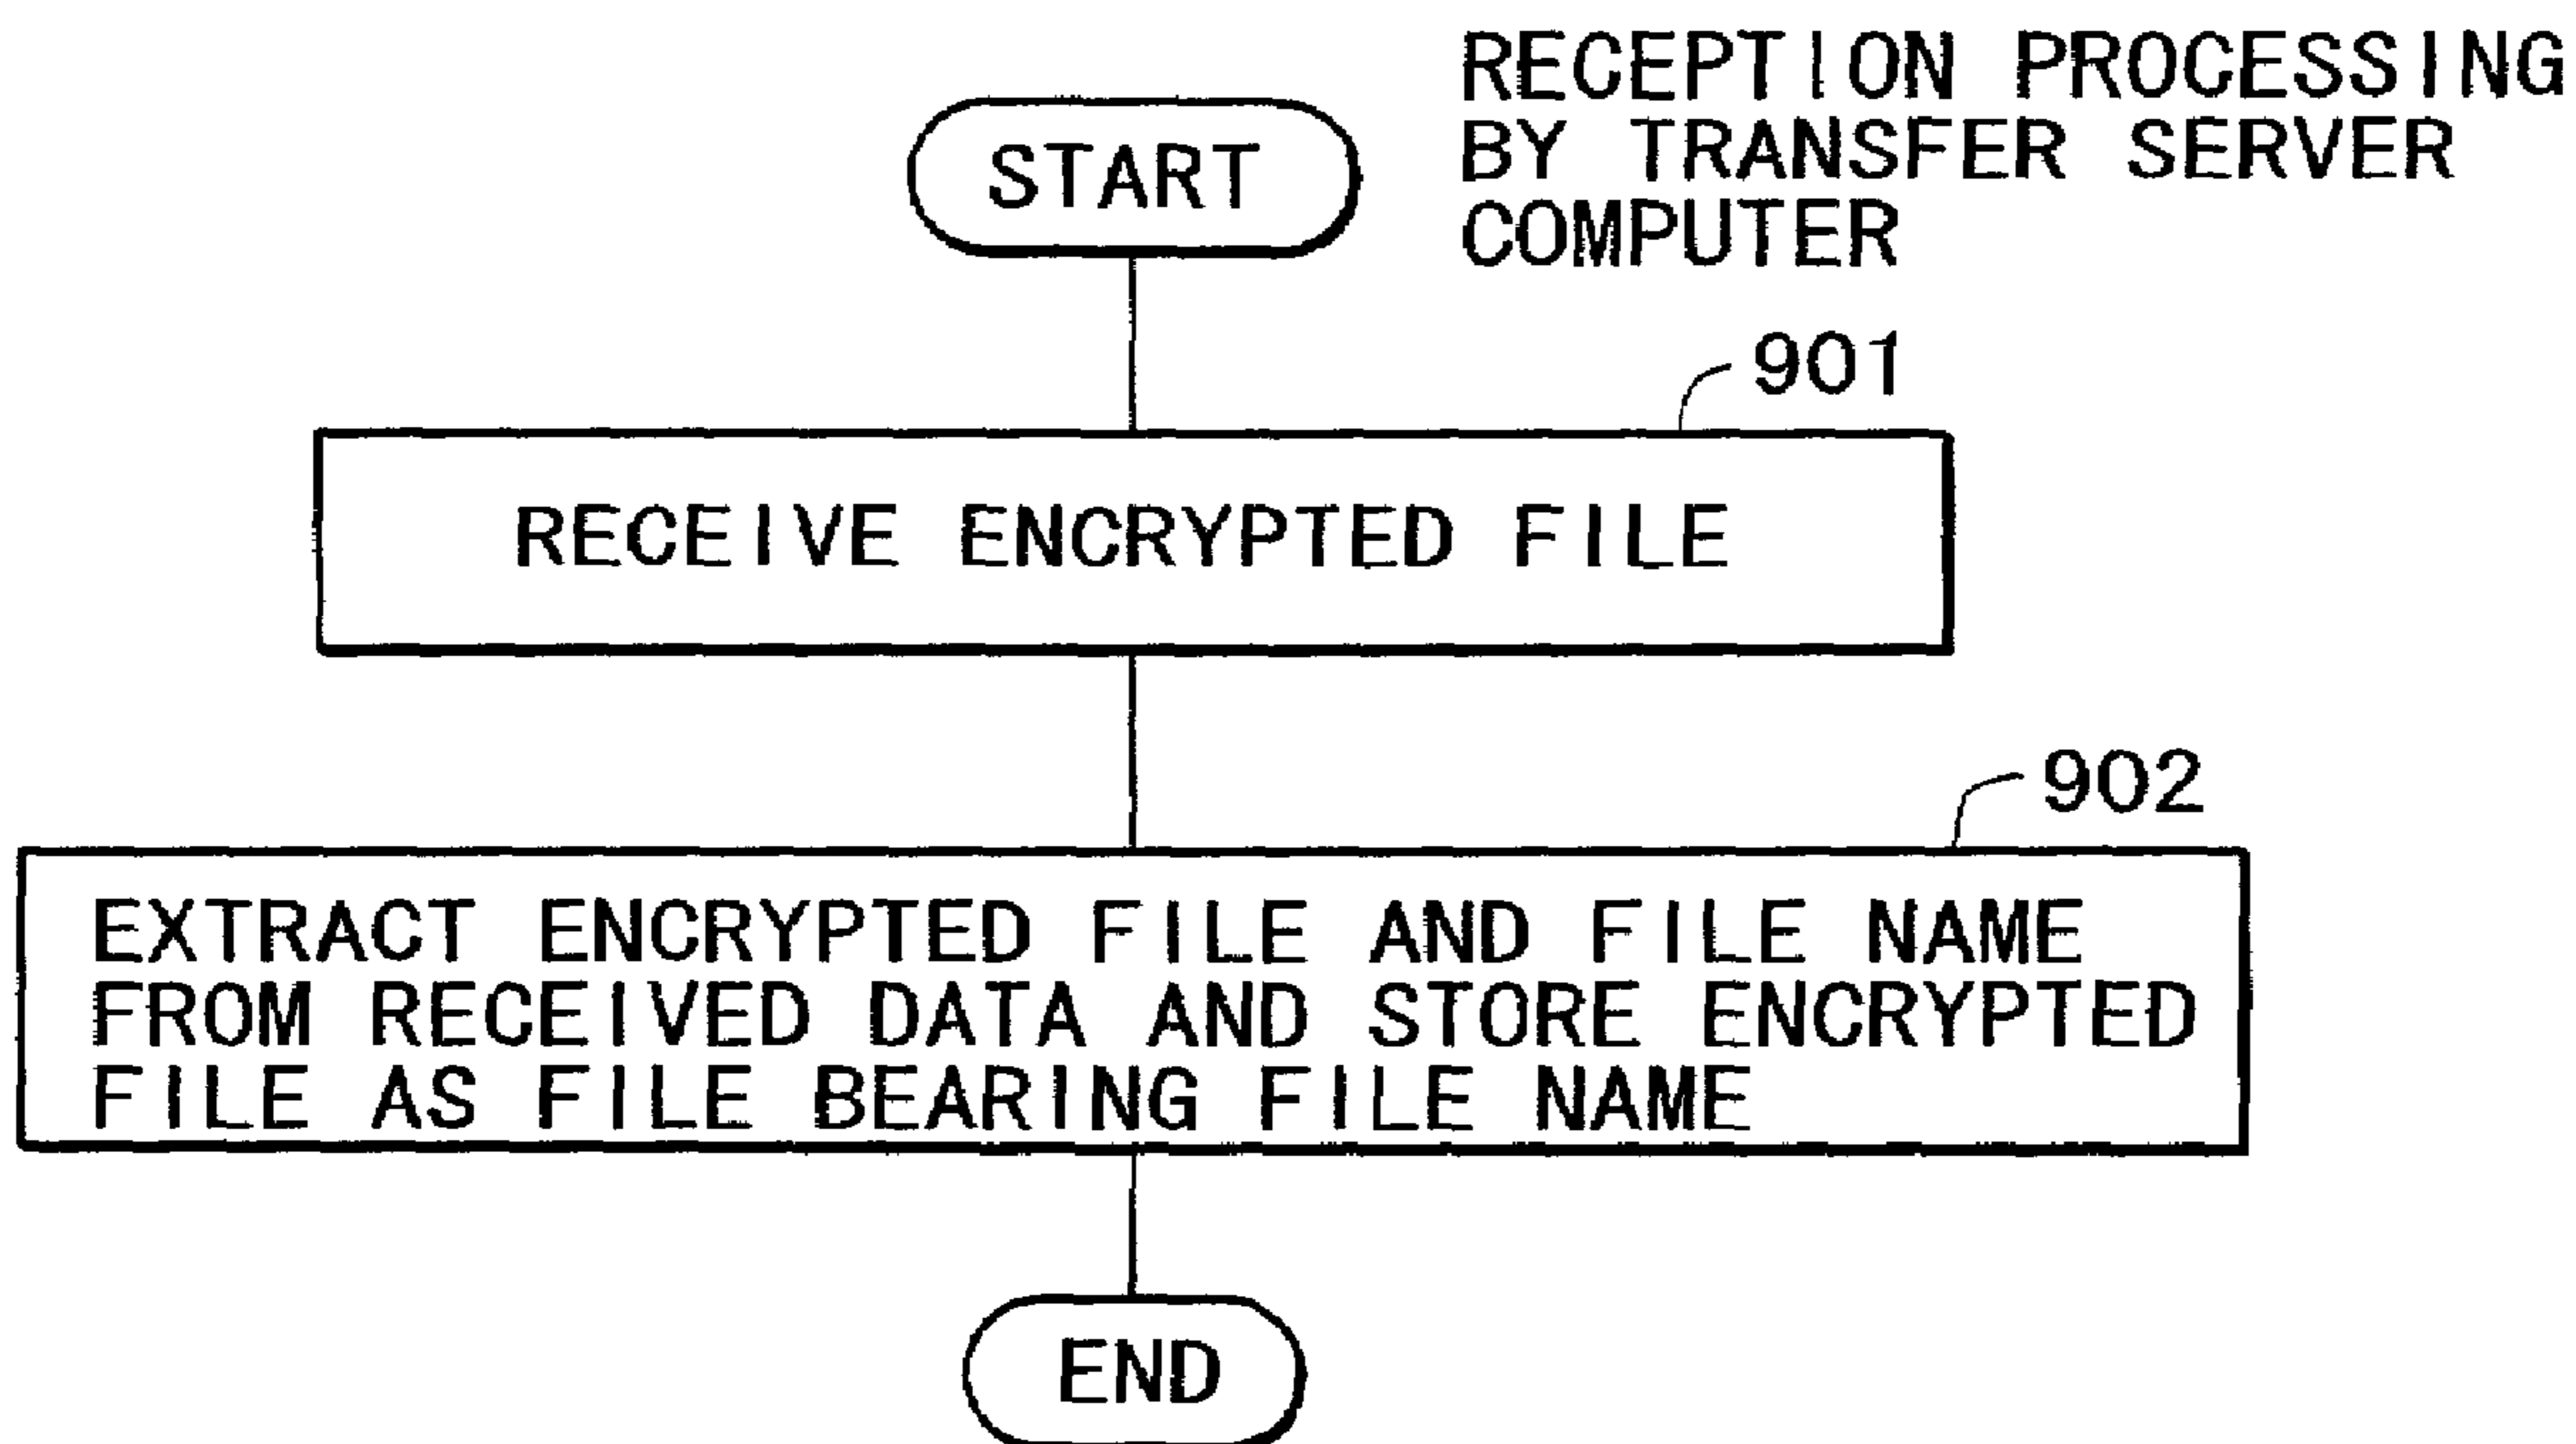 RECEPTION PROCESSING
BY TRANSFER SERVER
COMPUTER
START
901
RECEIVE ENCRYPTED FILE
902
EXTRACT ENCRYPTED FILE AND FILE NAME
FROM RECEIVED DATA AND STORE ENCRYPTED
FILE AS FILE BEARING FILE NAME
END